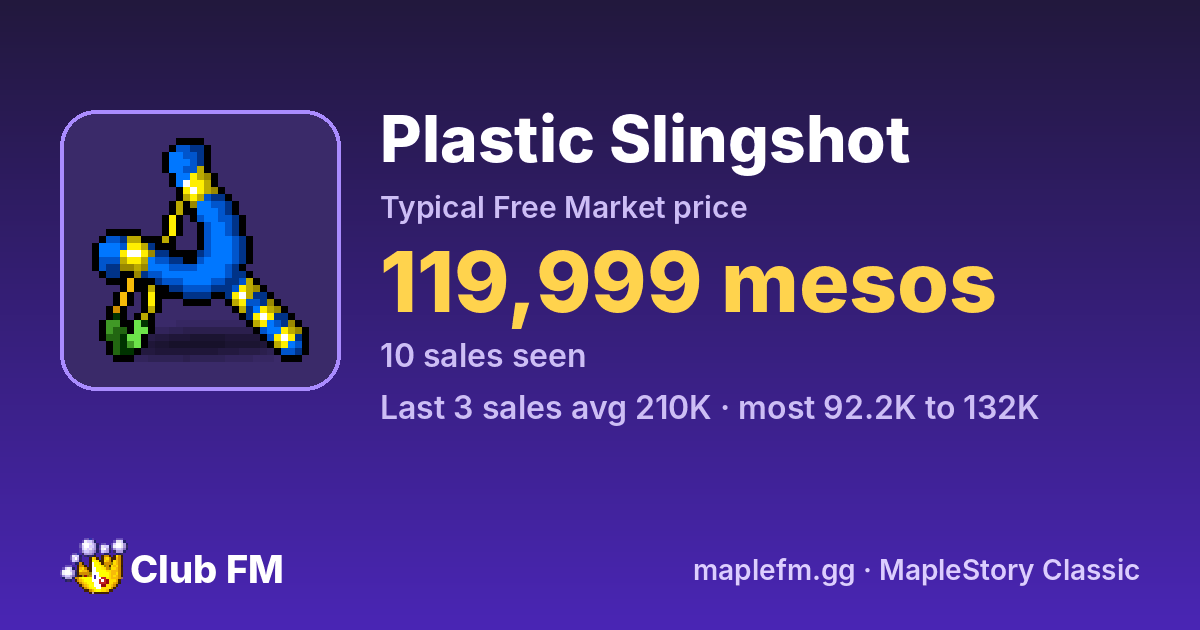 Plastic Slingshot
Typical Free Market price
119,999 mesos
10 sales seen
Last 3 sales avg 210K · most 92.2K to 132K
Club FM
maplefm.gg · MapleStory Classic